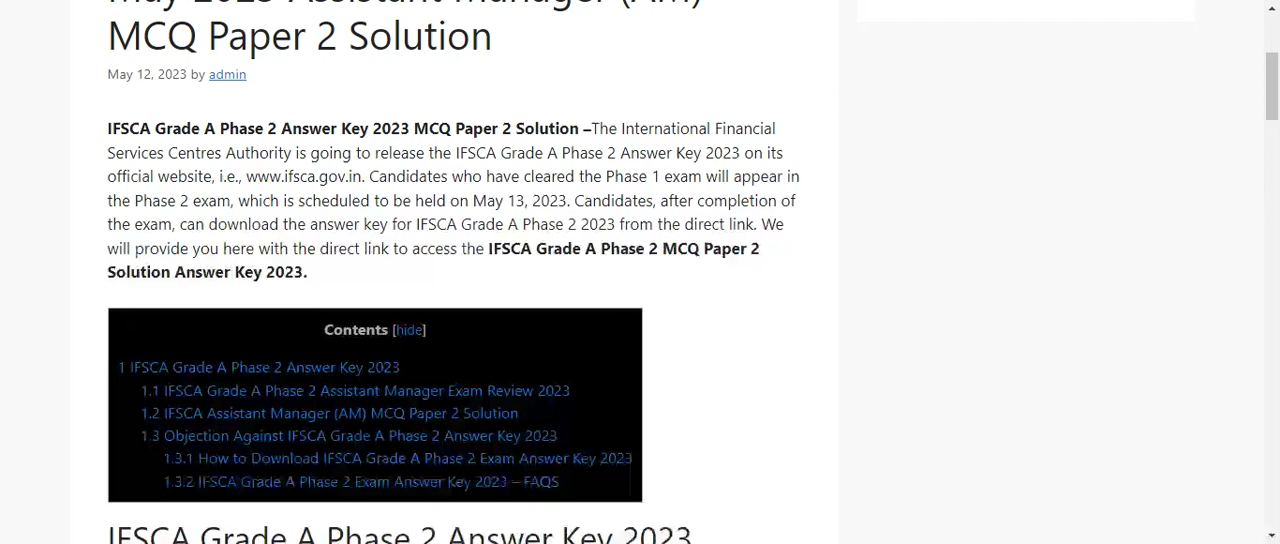 May 2023 Assistant Manager (AM)
MCQ Paper 2 Solution
May 12, 2023 by admin
IFSCA Grade A Phase 2 Answer Key 2023 MCQ Paper 2 Solution –The International Financial
Services Centres Authority is going to release the IFSCA Grade A Phase 2 Answer Key 2023 on its
official website, i.e., www.ifsca.gov.in. Candidates who have cleared the Phase 1 exam will appear in
the Phase 2 exam, which is scheduled to be held on May 13, 2023. Candidates, after completion of
the exam, can download the answer key for IFSCA Grade A Phase 2 2023 from the direct link. We
will provide you here with the direct link to access the IFSCA Grade A Phase 2 MCQ Paper 2
Solution Answer Key 2023.
Contents [hide]
1 IFSCA Grade A Phase 2 Answer Key 2023
1.1 IFSCA Grade A Phase 2 Assistant Manager Exam Review 2023
1.2 IFSCA Assistant Manager (AM) MCQ Paper 2 Solution
1.3 Objection Against IFSCA Grade A Phase 2 Answer Key 2023
1.3.1 How to Download IFSCA Grade A Phase 2 Exam Answer Key 2023
1.3.2 IFSCA Grade A Phase 2 Exam Answer Key 2023 – FAQS
IFSCA Grade A Phase 2 Answer Key 2023